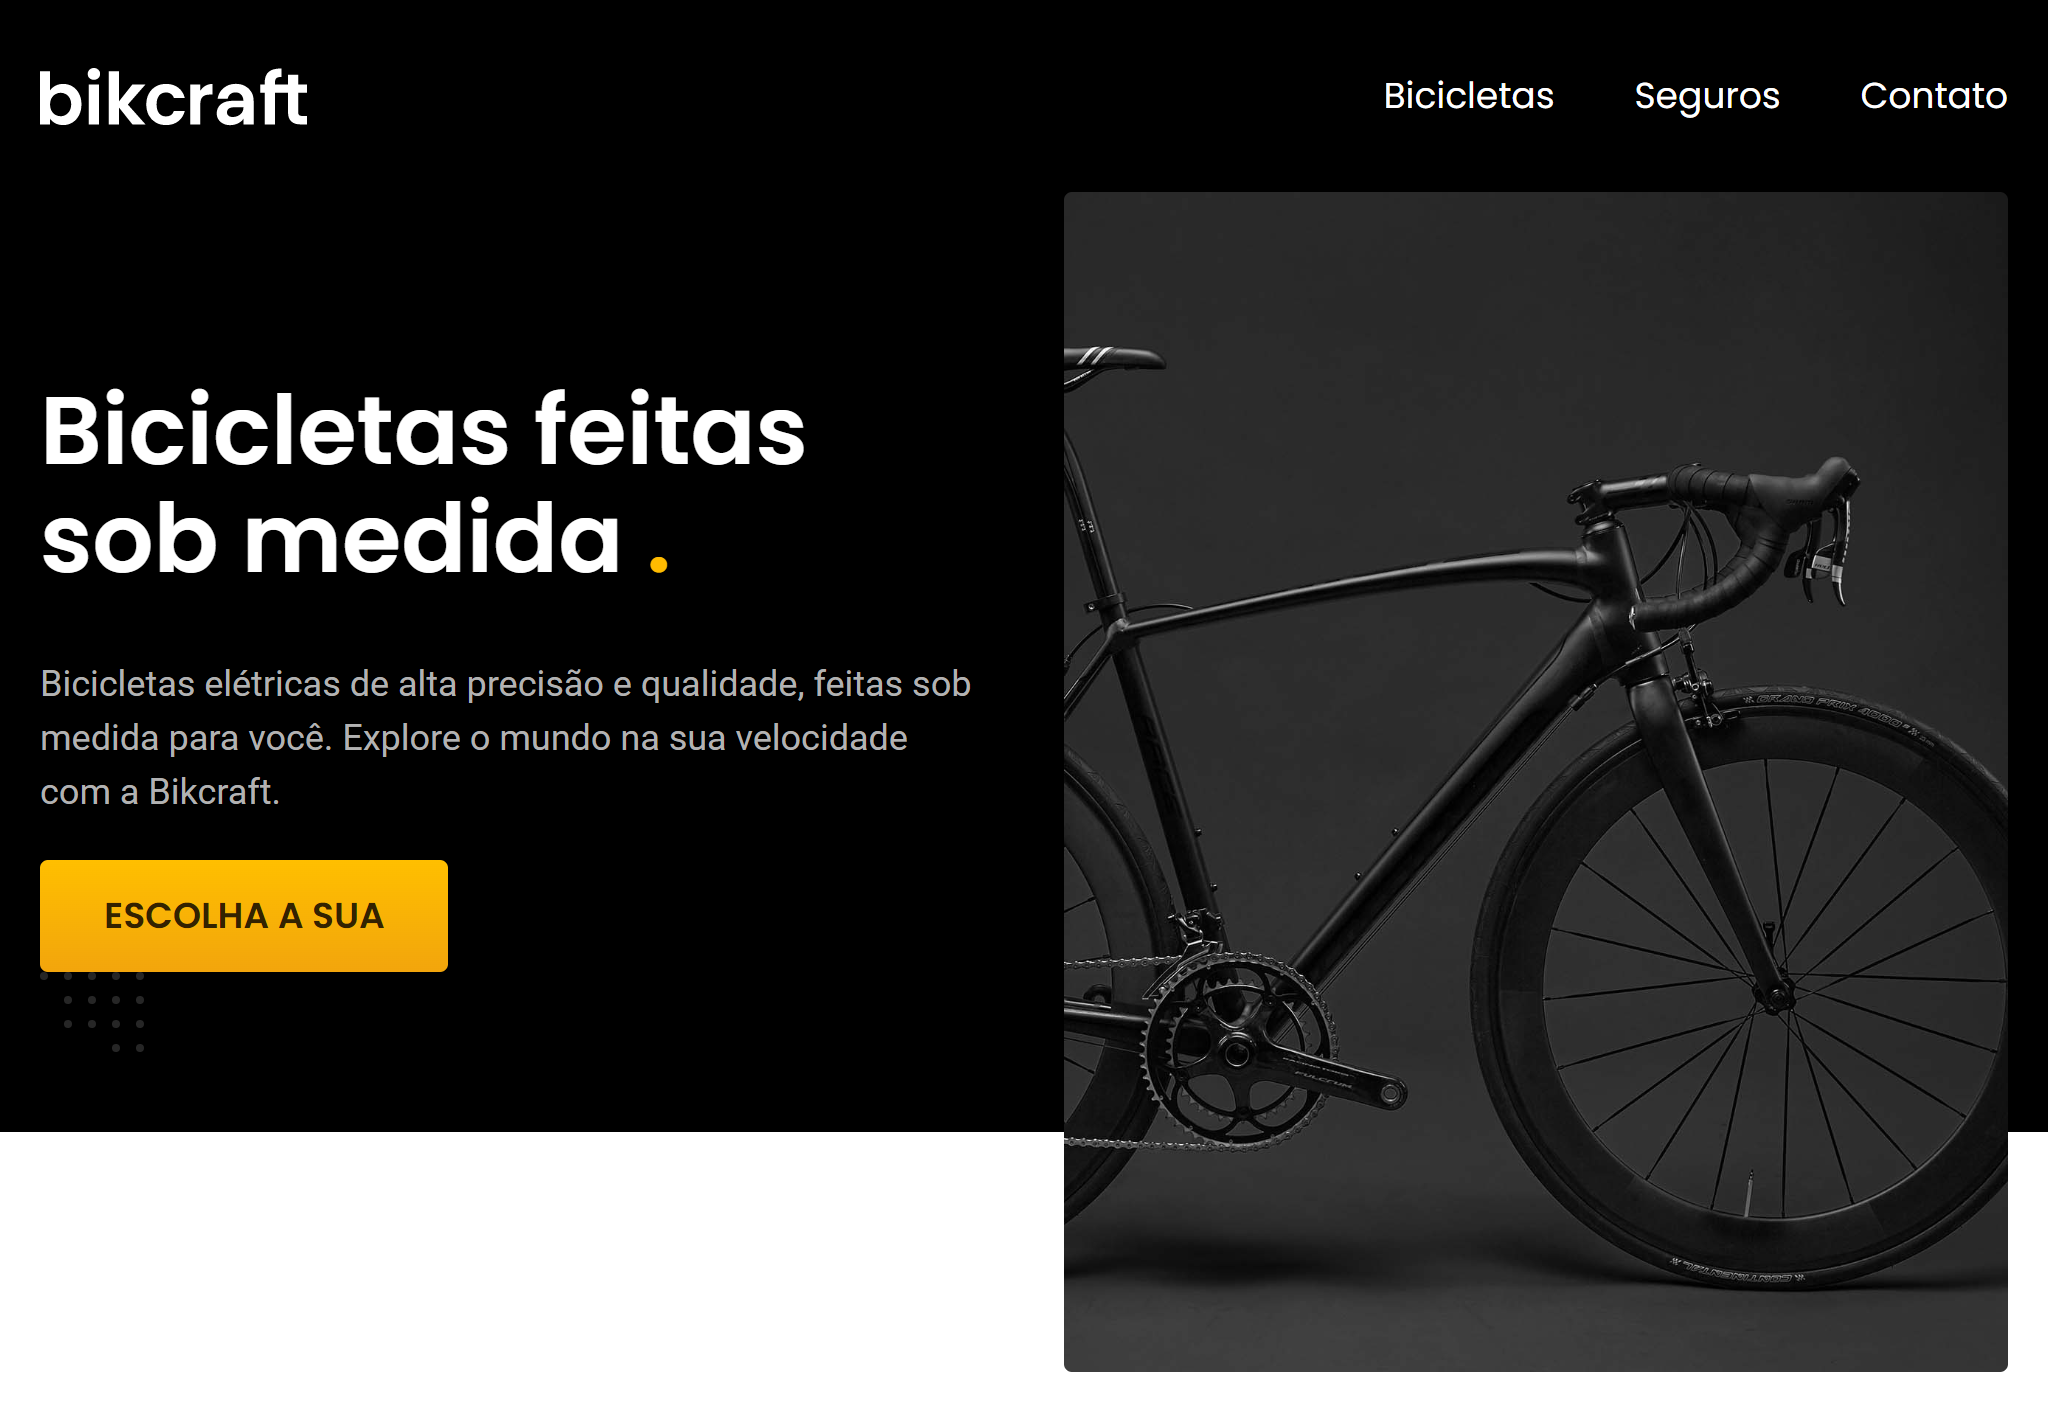 bikcraft
Bicicletas Seguros Contato
Bicicletas feitas
sob medida .
Bicicletas elétricas de alta precisão e qualidade, feitas sob
medida para você. Explore o mundo na sua velocidade
com a Bikcraft.
ESCOLHA A SUA
GRAND PRIX 4000
FULCRUM
CONTINENTAL